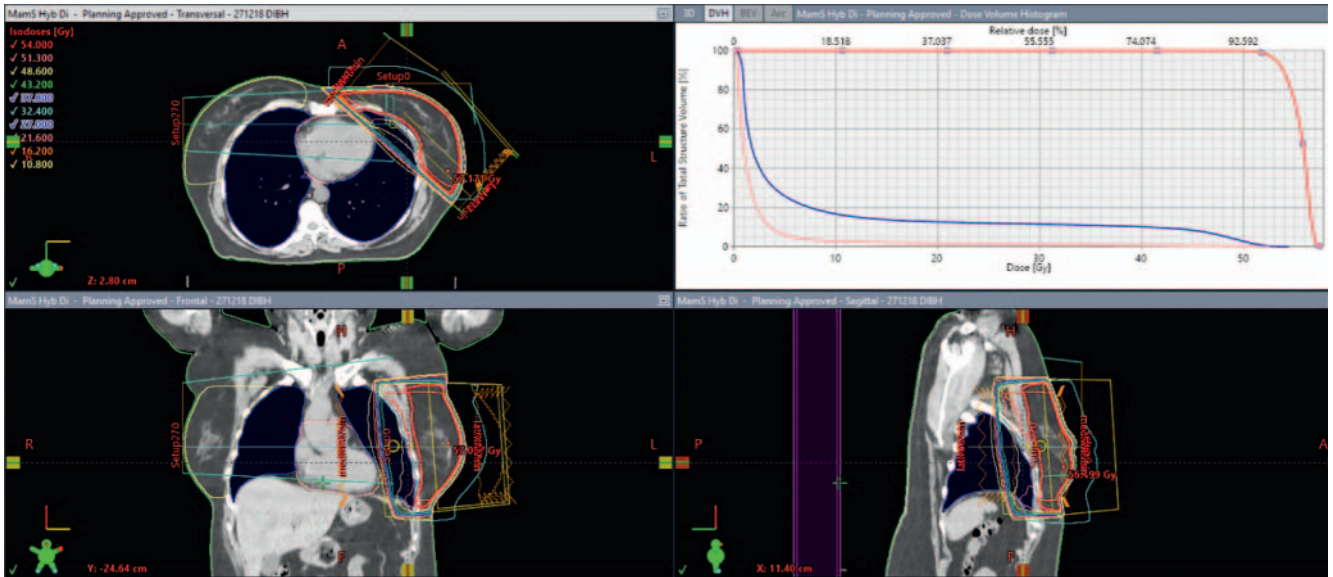 MamS Hyb Di - Planning Approved - Transversal - 271218 DIBH
Isodoses [Gy]
54.000
51.300
48.600
43.200
37.800
32.400
27.000
21.600
16.200
10.800
A
Setup0
Setup270
L
P
Z: 2.80 cm
3D DVH BEV Arc MamS Hyb Di - Planning Approved - Dose Volume Histogram
Relative dose [%]
0 18.518 37.037 55.555 74.074 92.592
Ratio of Total Structure Volume [%]
100
80
60
40
20
0
0 10 20 30 40 50
Dose [Gy]
MamS Hyb Di - Planning Approved - Frontal - 271218 DIBH
H
Setup270
R
L
F
Y: -24.64 cm
MamS Hyb Di - Planning Approved - Sagittal - 271218 DIBH
H
P
A
F
X: 11.40 cm